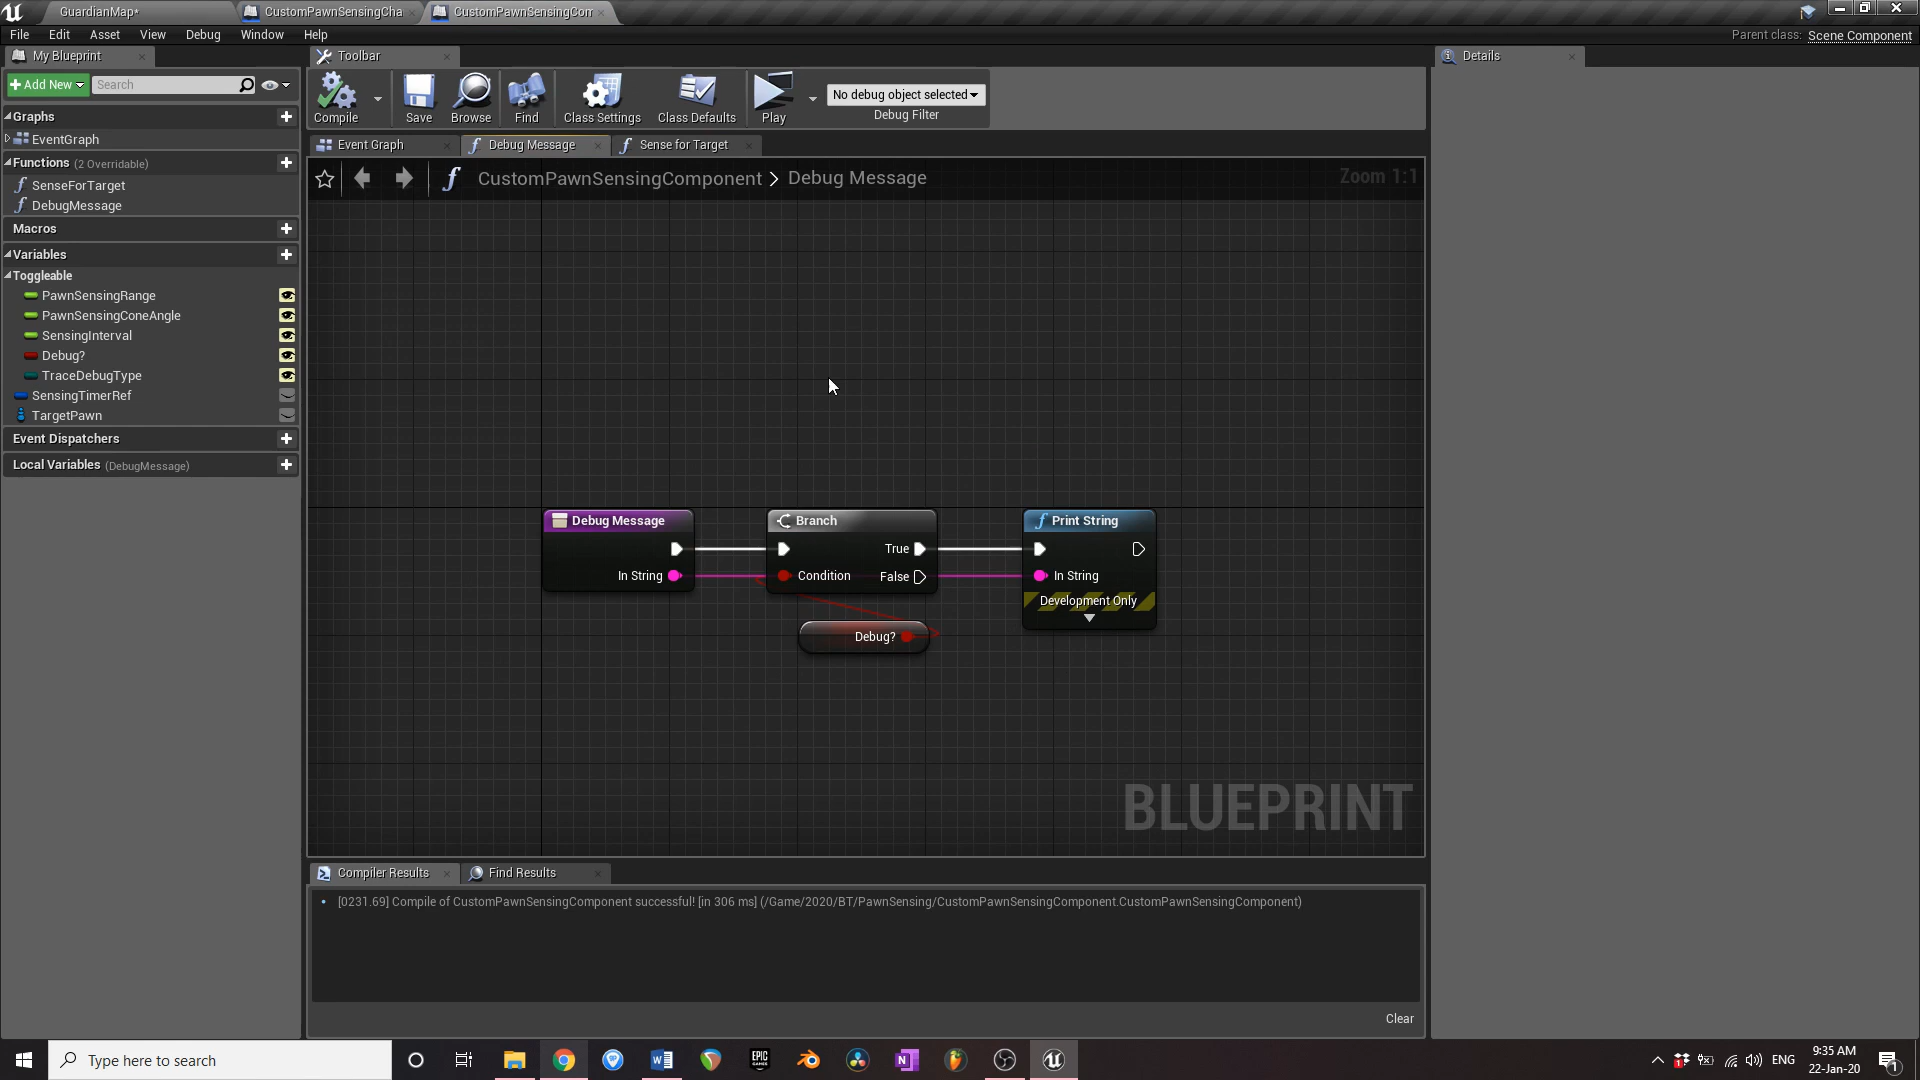 GuardianMap*
CustomPawnSensingCha
CustomPawnSensingCom
File Edit Asset View Debug Window Help
Parent class: Scene Component
My Blueprint
Toolbar
Details
+ Add New
Search
Compile
Save
Browse
Find
Class Settings
Class Defaults
Play
No debug object selected
Debug Filter
Graphs
EventGraph
Functions (2 Overridable)
SenseForTarget
DebugMessage
Macros
Variables
Toggleable
PawnSensingRange
PawnSensingConeAngle
SensingInterval
Debug?
TraceDebugType
SensingTimerRef
TargetPawn
Event Dispatchers
Local Variables (DebugMessage)
Event Graph
Debug Message
Sense for Target
CustomPawnSensingComponent > Debug Message
Zoom 1:1
Debug Message
In String
Branch
True
Condition
False
Debug?
Print String
In String
Development Only
BLUEPRINT
Compiler Results
Find Results
[0231.69] Compile of CustomPawnSensingComponent successful! [in 306 ms] (/Game/2020/BT/PawnSensing/CustomPawnSensingComponent.CustomPawnSensingComponent)
Clear
Type here to search
EPIC GAMES
ENG
9:35 AM
22-Jan-20
1